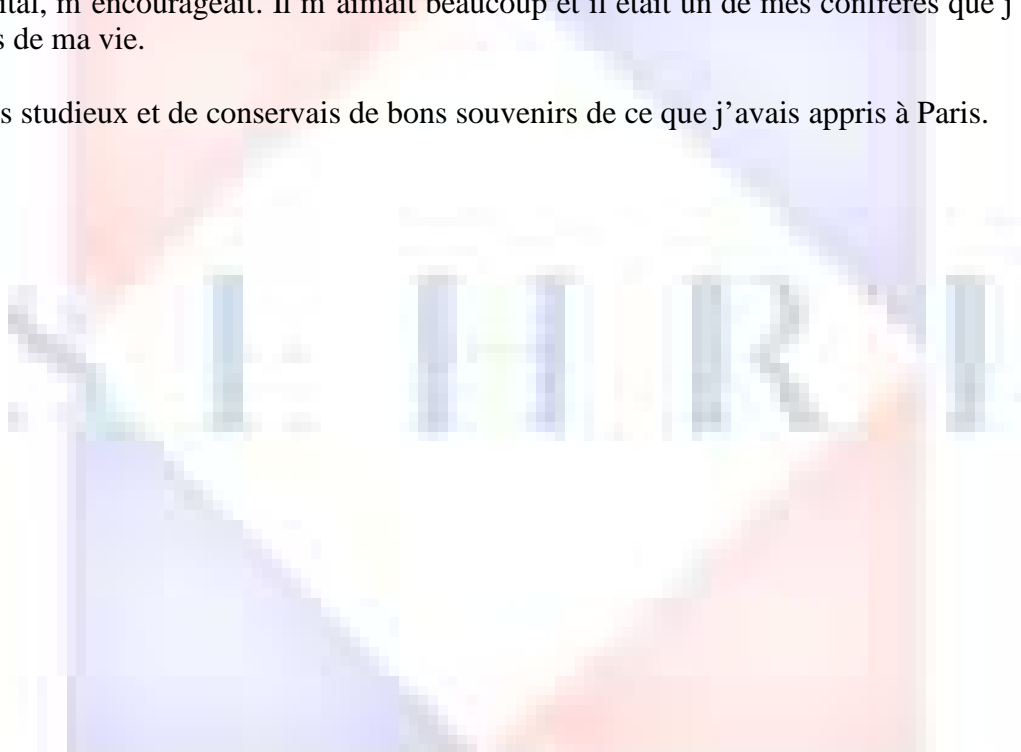 ital, m'encourageait. Il m'aimait beaucoup et il était un de mes confrères que j'
s de ma vie.
s studieux et de conservais de bons souvenirs de ce que j'avais appris à Paris.